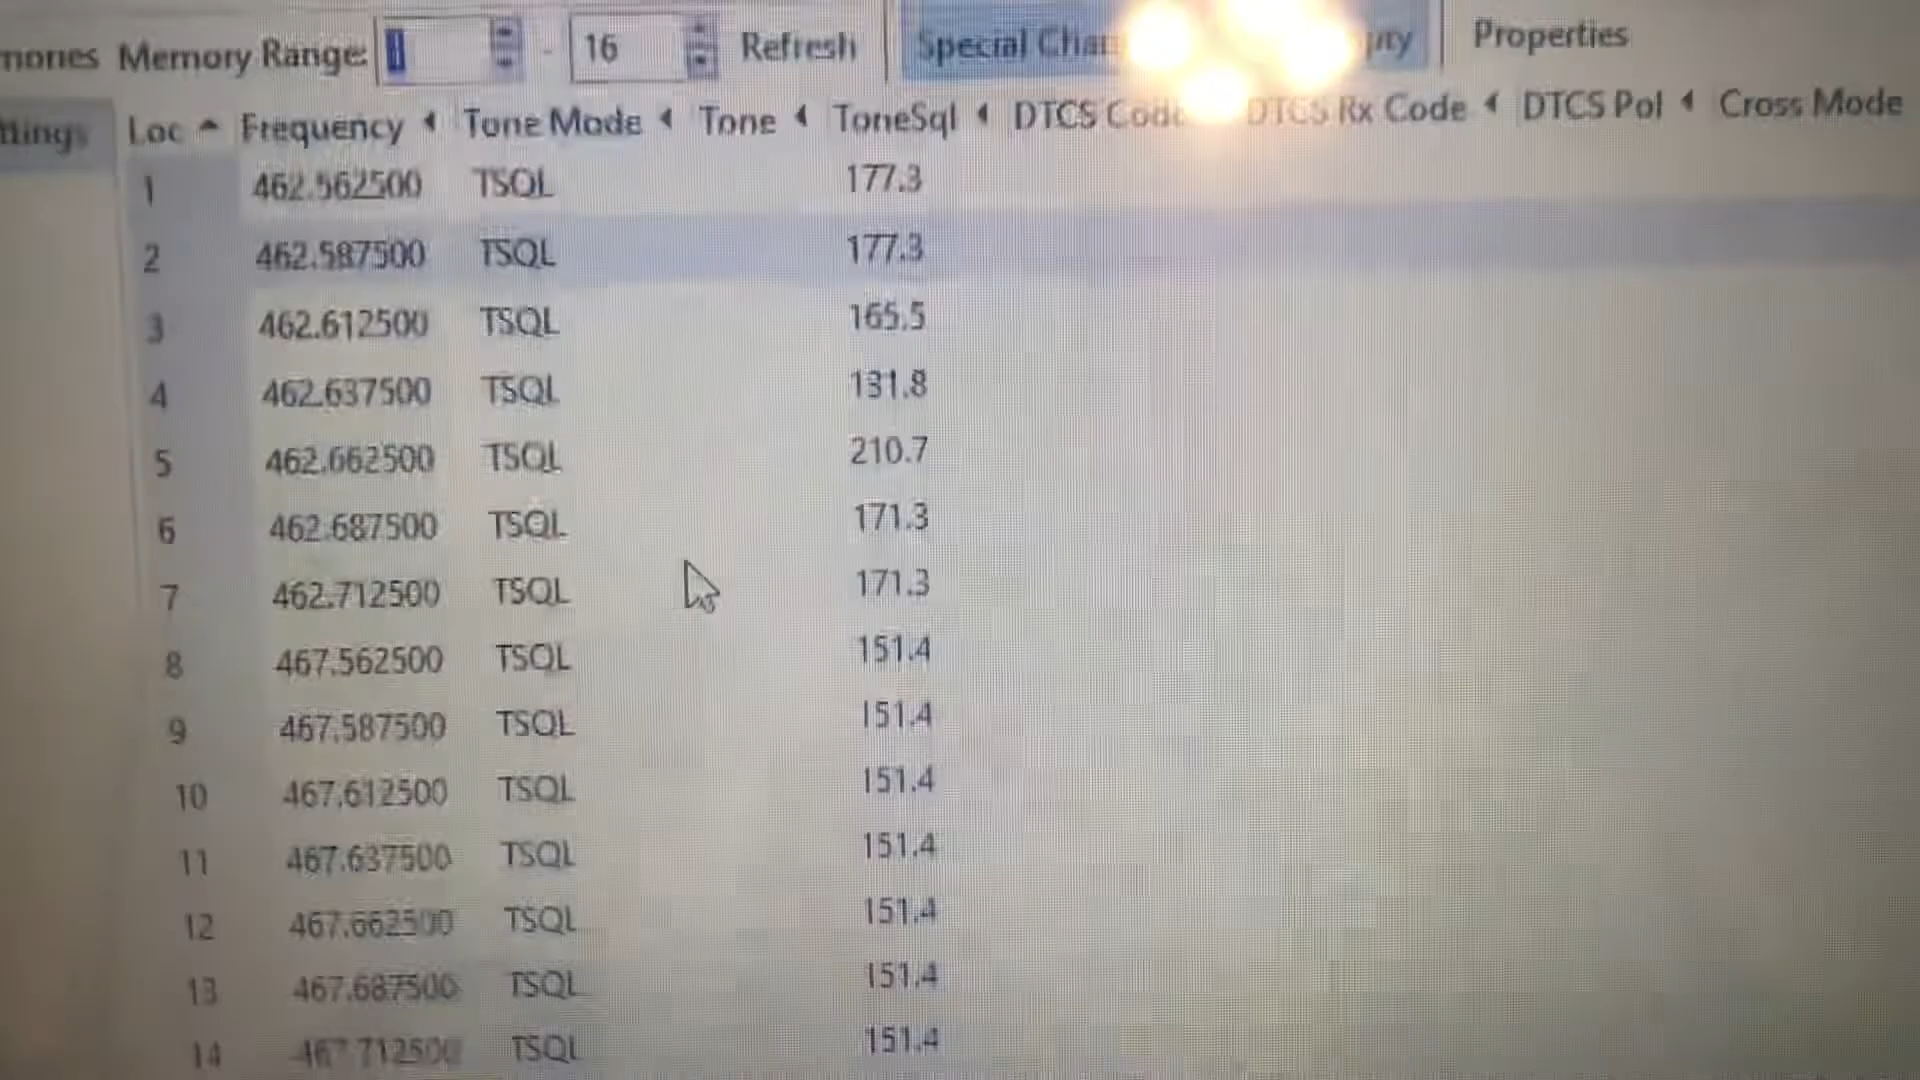 Memory Range: 1 - 16 Refresh Special Properties
Loc Frequency Tone Mode Tone ToneSql DTCS Code DTCS Rx Code DTCS Pol Cross Mode
1 462.562500 TSQL 177.3
2 462.587500 TSQL 177.3
3 462.612500 TSQL 165.5
4 462.637500 TSQL 131.8
5 462.662500 TSQL 210.7
6 462.687500 TSQL 171.3
7 462.712500 TSQL 171.3
8 467.562500 TSQL 151.4
9 467.587500 TSQL 151.4
10 467.612500 TSQL 151.4
11 467.637500 TSQL 151.4
12 467.662500 TSQL 151.4
13 467.687500 TSQL 151.4
14 467.712500 TSQL 151.4